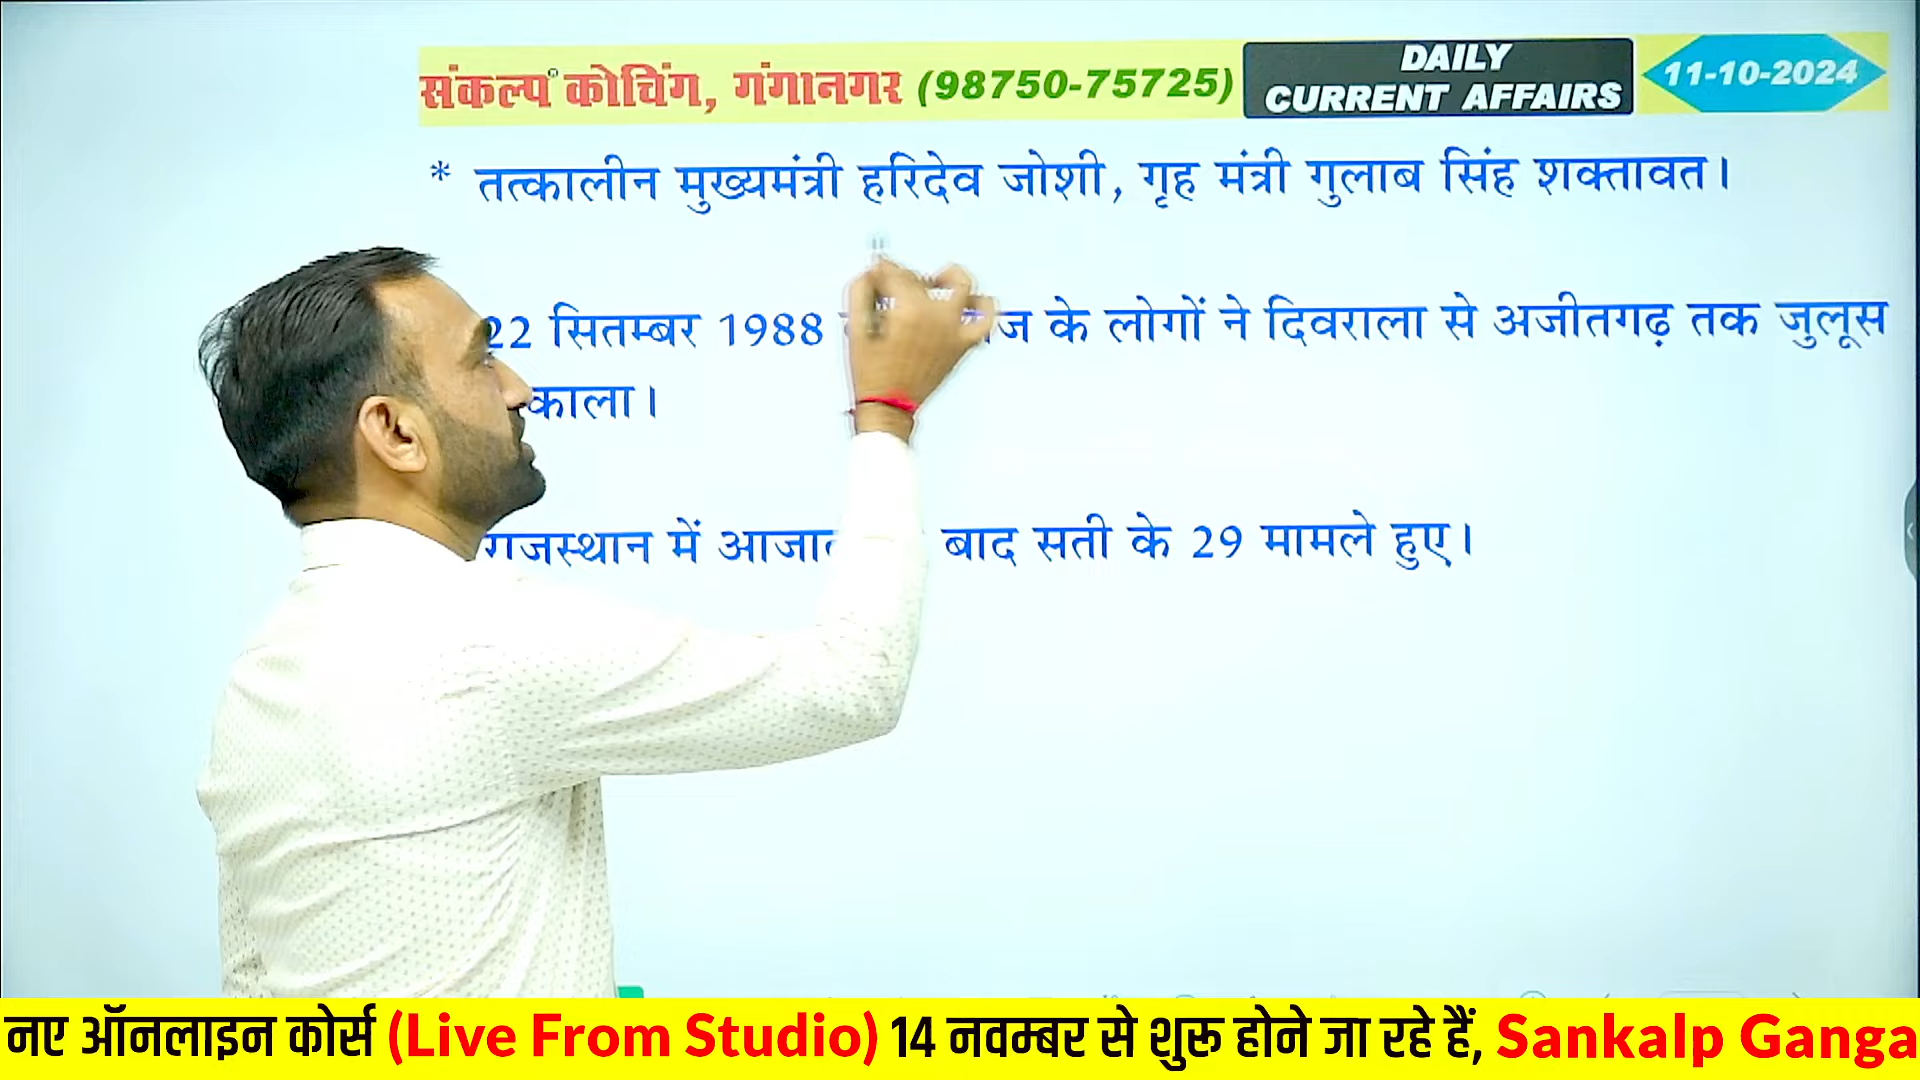 संकल्प कोचिंग, गंगानगर (98750-75725)
DAILY
CURRENT AFFAIRS
11-10-2024
* तत्कालीन मुख्यमंत्री हरिदेव जोशी, गृह मंत्री गुलाब सिंह शक्तावत।
22 सितम्बर 1988 के लोगों ने दिवराला से अजीतगढ़ तक जुलूस
काला।
राजस्थान में बाद सती के 29 मामले हुए।
नए ऑनलाइन कोर्स (Live From Studio) 14 नवम्बर से शुरू होने जा रहे हैं, Sankalp Ganga